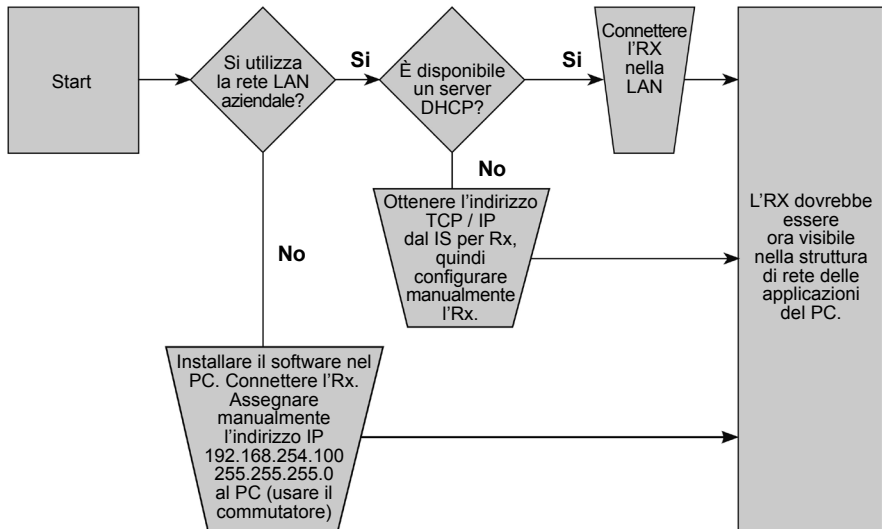 Start
Si utilizza
la rete LAN
aziendale?
Si
È disponibile
un server
DHCP?
Si
Connettere
l'RX
nella
LAN
No
Ottenere l'indirizzo
TCP / IP
dal IS per Rx,
quindi
configurare
manualmente
l'Rx.
No
Installare il software nel
PC. Connettere l'Rx.
Assegnare
manualmente
l'indirizzo IP
192.168.254.100
255.255.255.0
al PC (usare il
commutatore)
L'RX dovrebbe
essere
ora visibile
nella struttura
di rete delle
applicazioni
del PC.